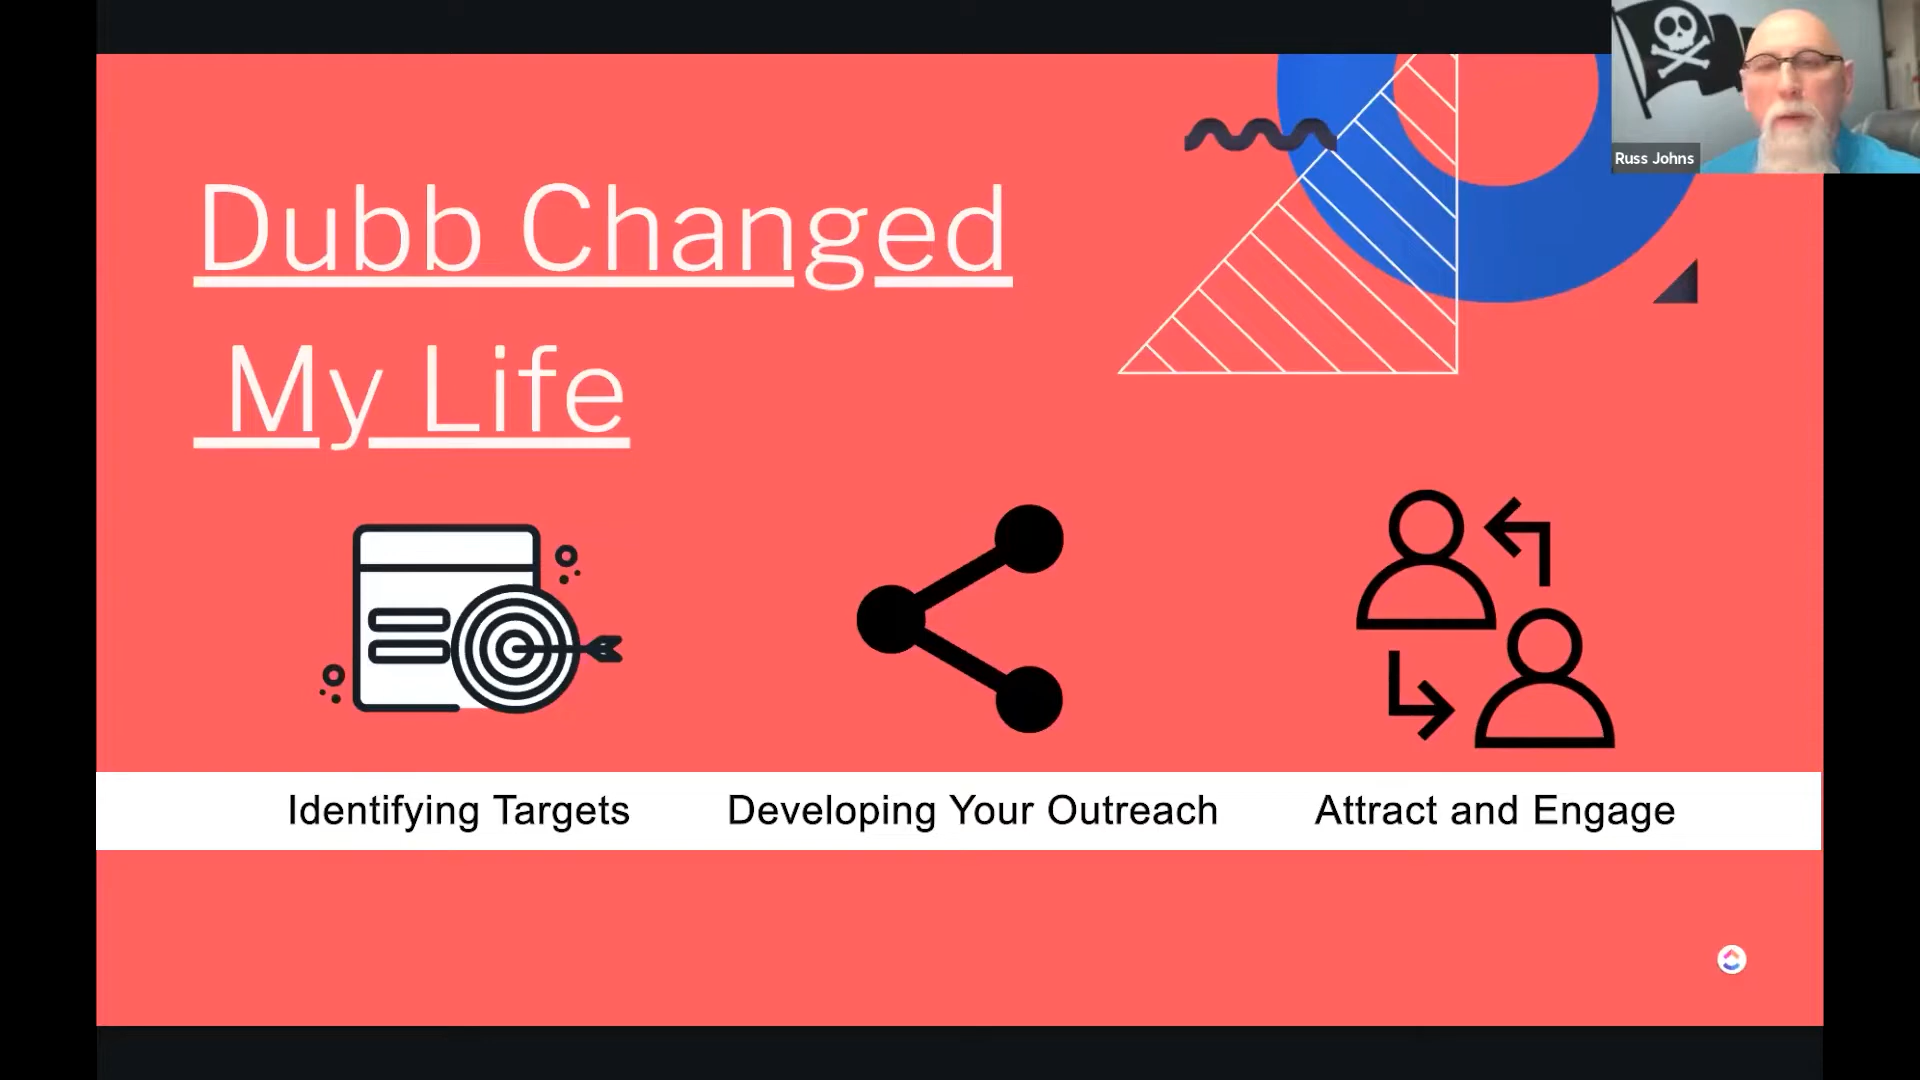 Russ Johns
Dubb Changed
My Life
Identifying Targets
Developing Your Outreach
Attract and Engage